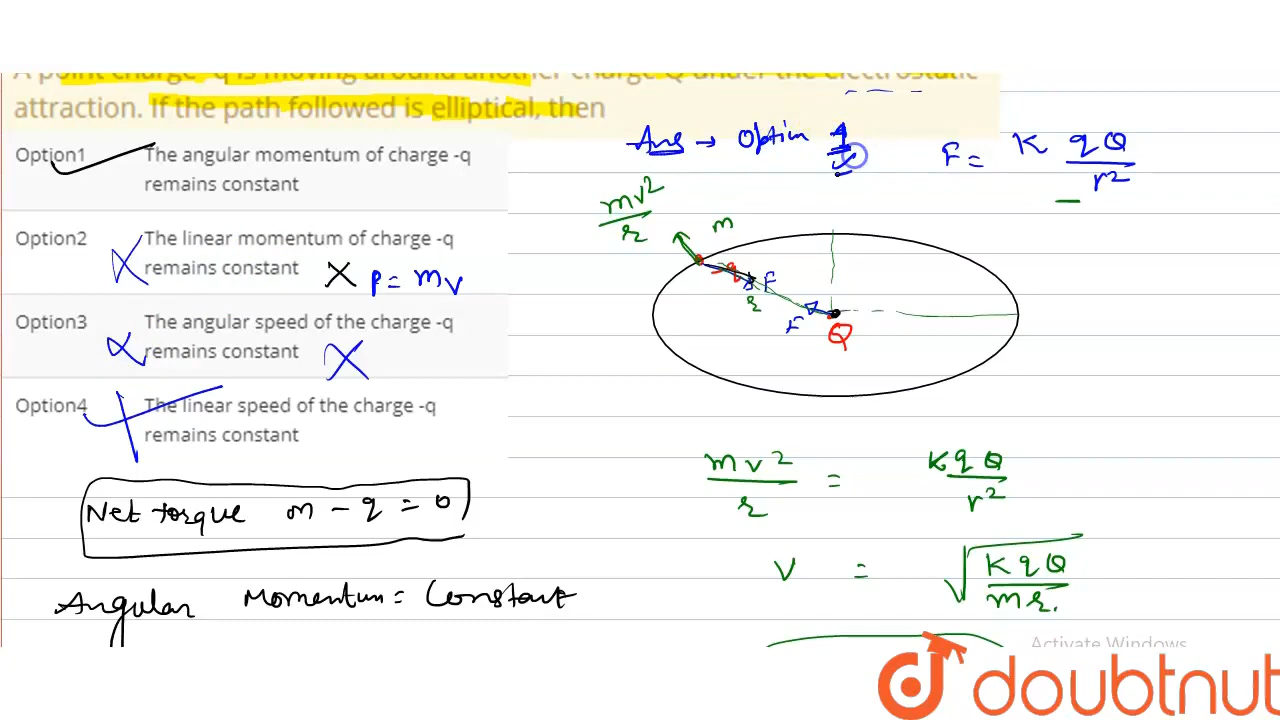 A point charge -q is moving around another charge Q under the electrostatic
attraction. If the path followed is elliptical, then
Option1 The angular momentum of charge -q
remains constant
Option2 The linear momentum of charge -q
remains constant
X P = mv
Option3 The angular speed of the charge -q
remains constant
X
Option4 The linear speed of the charge -q
remains constant
Net torque on - q = 0
Angular Momentum = Constant
Ans → Option 1
F = K qQ
r2
mv2
r
m
-q
F
r
F
Q
mv2 = KqQ
r r2
v = √KqQ
mr.
Activate Windows
doubtnut